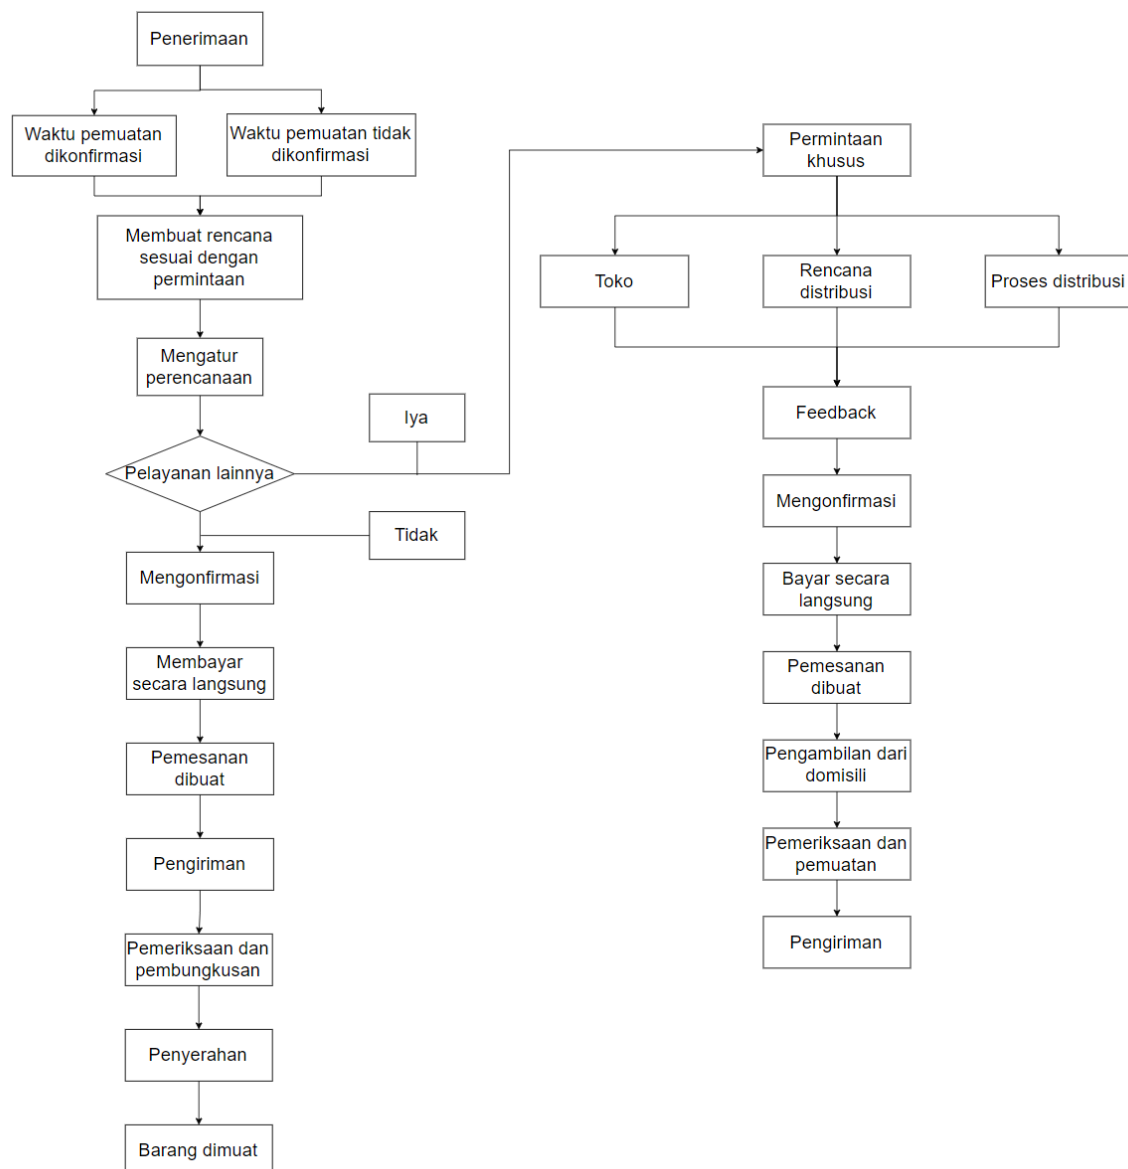 Penerimaan
Waktu pemuatan
dikonfirmasi
Waktu pemuatan tidak
dikonfirmasi
Membuat rencana
sesuai dengan
permintaan
Mengatur
perencanaan
Iya
Pelayanan lainnya
Tidak
Mengonfirmasi
Membayar
secara langsung
Pemesanan
dibuat
Pengiriman
Pemeriksaan dan
pembungkusan
Penyerahan
Barang dimuat
Permintaan
khusus
Toko
Rencana
distribusi
Proses distribusi
Feedback
Mengonfirmasi
Bayar secara
langsung
Pemesanan
dibuat
Pengambilan dari
domisili
Pemeriksaan dan
pemuatan
Pengiriman